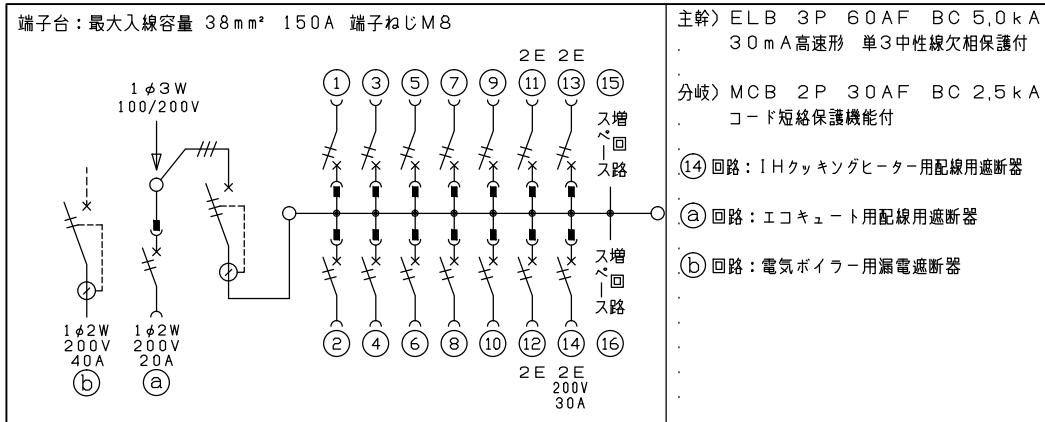 端子台：最大入線容量 38mm² 150A 端子ねじM8
1φ3W
100/200V
2E 2E
① ③ ⑤ ⑦ ⑨ ⑪ ⑬ ⑮
増回路
スペース
増回路
スペース
② ④ ⑥ ⑧ ⑩ ⑫ ⑭ ⑯
2E 2E
200V
30A
1φ2W
200V
40A
ⓑ
1φ2W
200V
20A
ⓐ
主幹）ELB 3P 60AF BC 5,0kA
30mA高速形 単3中性線欠相保護付
分岐）MCB 2P 30AF BC 2,5kA
コード短絡保護機能付
⑭回路：IHクッキングヒーター用配線用遮断器
ⓐ回路：エコキュート用配線用遮断器
ⓑ回路：電気ボイラー用漏電遮断器